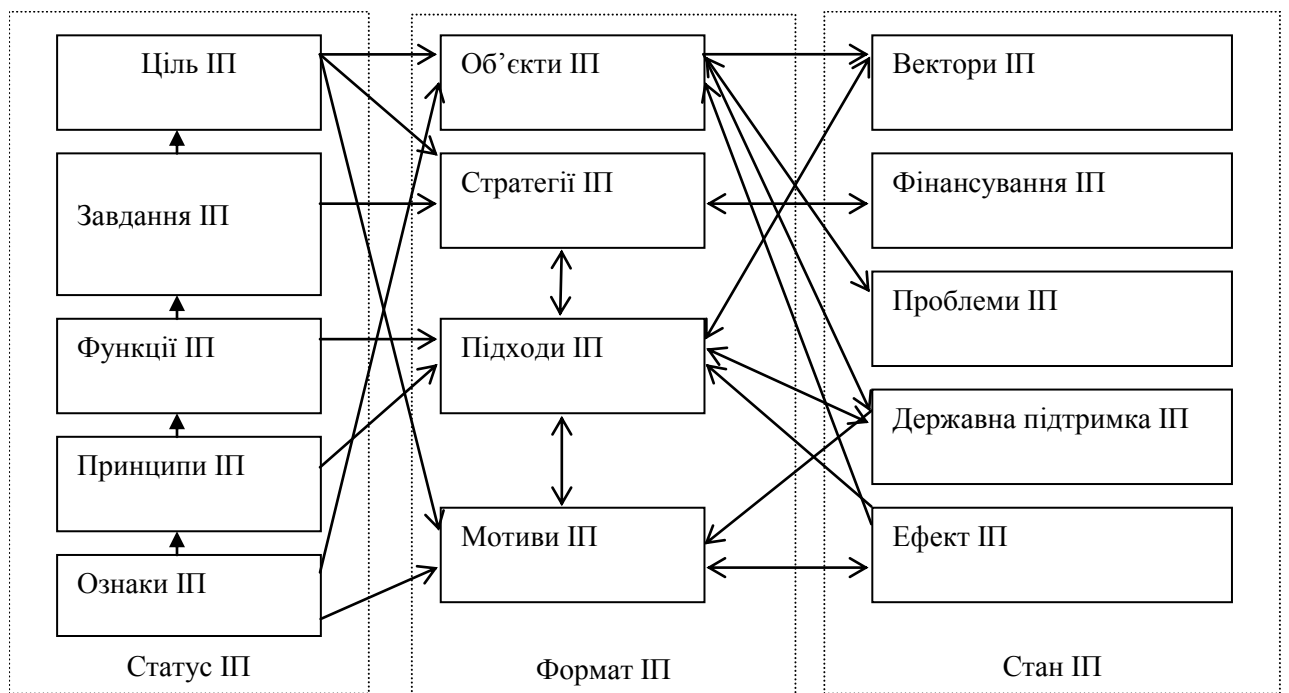 Ціль ІП
Завдання ІП
Функції ІП
Принципи ІП
Ознаки ІП
Статус ІП
Об’єкти ІП
Стратегії ІП
Підходи ІП
Мотиви ІП
Формат ІП
Вектори ІП
Фінансування ІП
Проблеми ІП
Державна підтримка ІП
Ефект ІП
Стан ІП